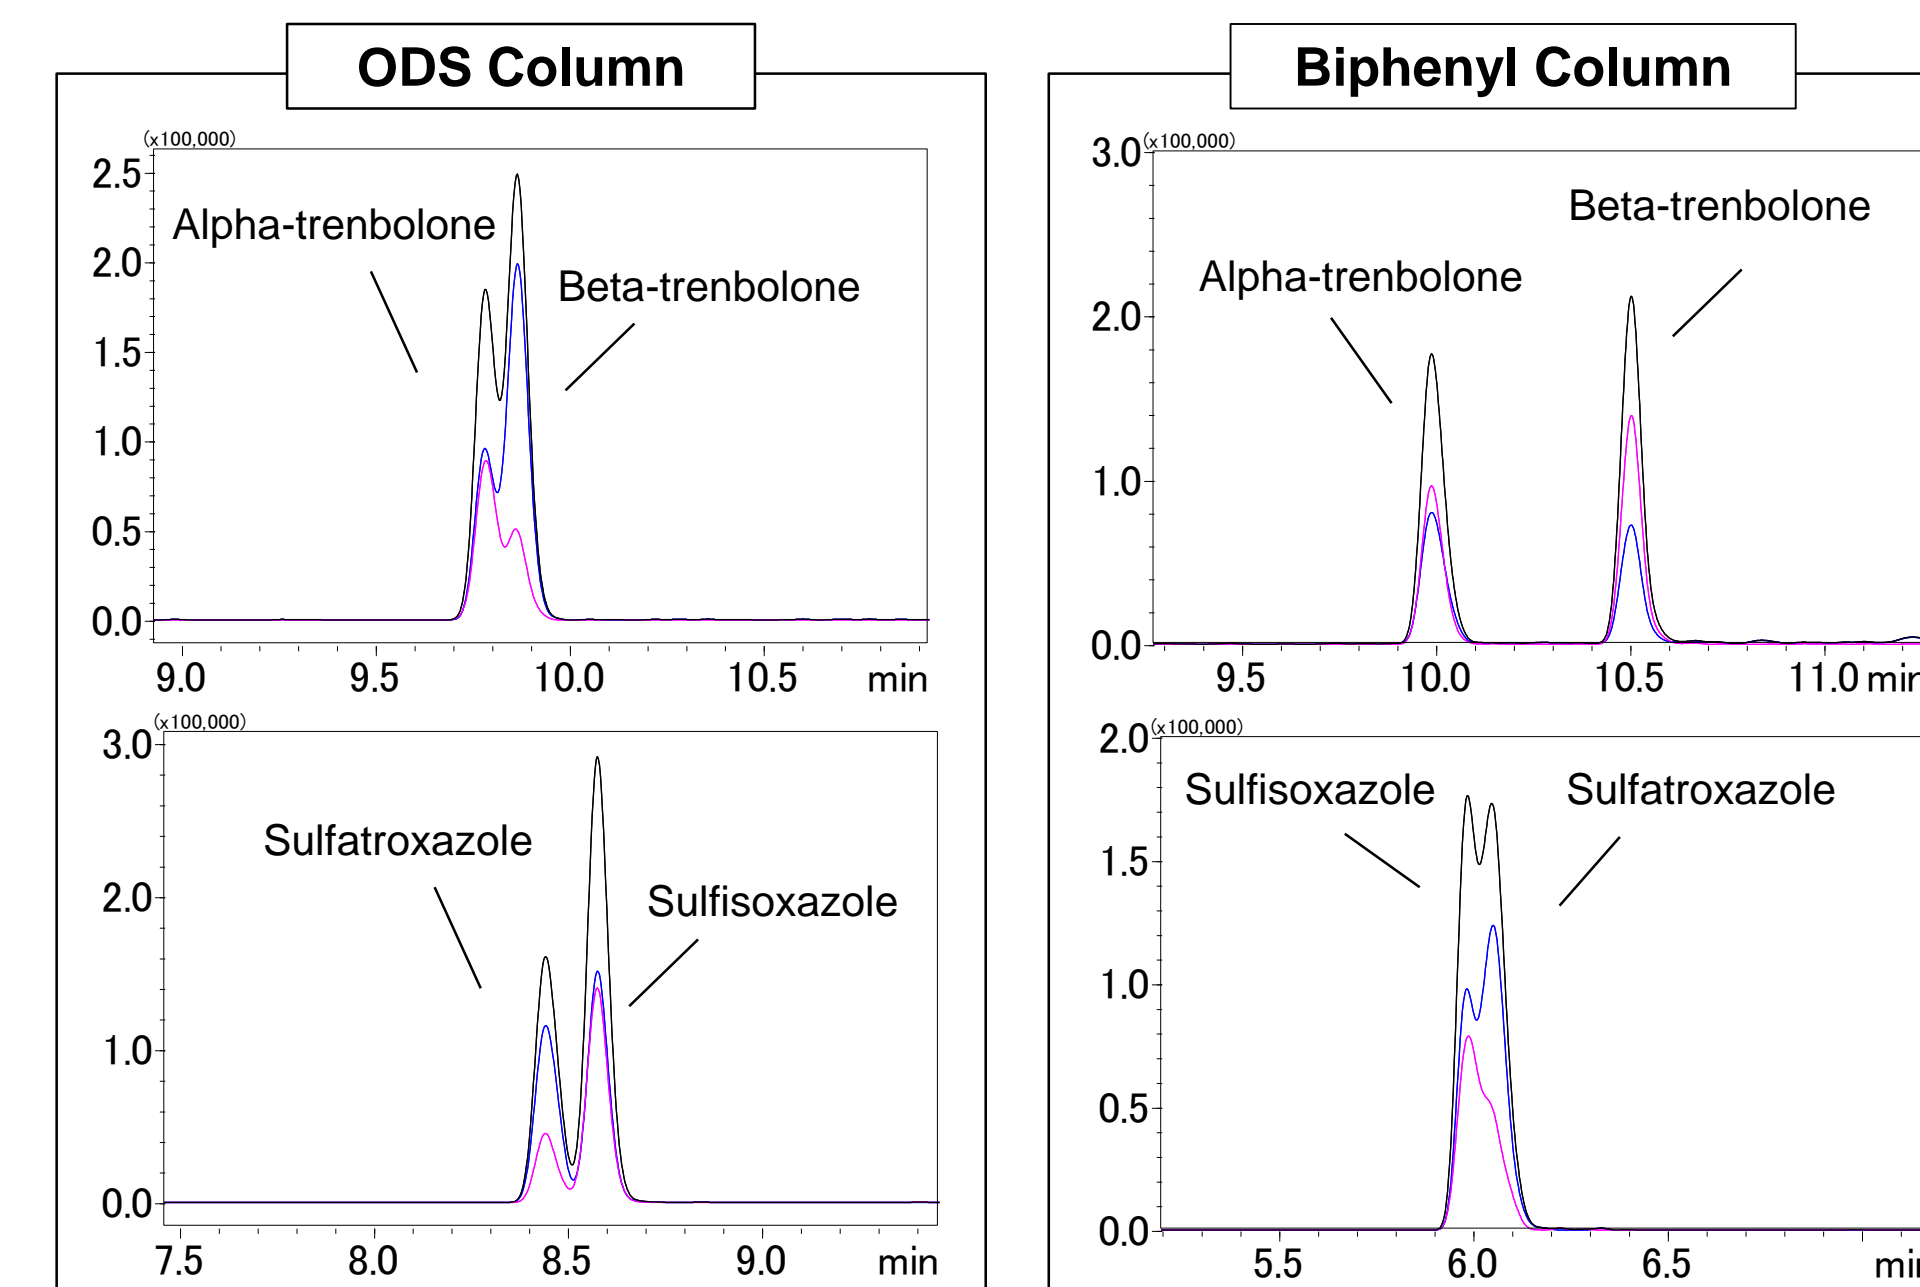 ODS Column
(x100,000)
2.5
2.0
1.5
1.0
0.5
0.0
Alpha-trenbolone
Beta-trenbolone
9.0 9.5 10.0 10.5 min
(x100,000)
3.0
2.0
1.0
0.0
Sulfatroxazole
Sulfisoxazole
7.5 8.0 8.5 9.0 min
Biphenyl Column
(x100,000)
3.0
2.0
1.0
0.0
Beta-trenbolone
Alpha-trenbolone
9.5 10.0 10.5 11.0 min
(x100,000)
2.0
1.5
1.0
0.5
0.0
Sulfisoxazole Sulfatroxazole
5.5 6.0 6.5 min